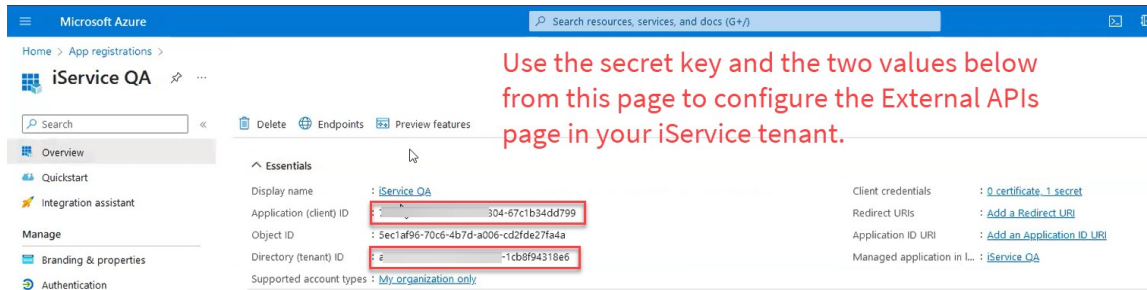 Microsoft Azure
Search resources, services, and docs (G+/)
Home > App registrations >
iService QA
Use the secret key and the two values below
from this page to configure the External APIs
page in your iService tenant.
Search
Delete Endpoints Preview features
Overview
Quickstart
Integration assistant
Manage
Branding & properties
Authentication
Essentials
Display name : iService QA
Application (client) ID : 304-67c1b34dd799
Object ID : 5ec1af96-70c6-4b7d-a006-cd2fde27fa4a
Directory (tenant) ID : a -1cb8f94318e6
Supported account types : My organization only
Client credentials : 0 certificate, 1 secret
Redirect URIs : Add a Redirect URI
Application ID URI : Add an Application ID URI
Managed application in l... : iService QA